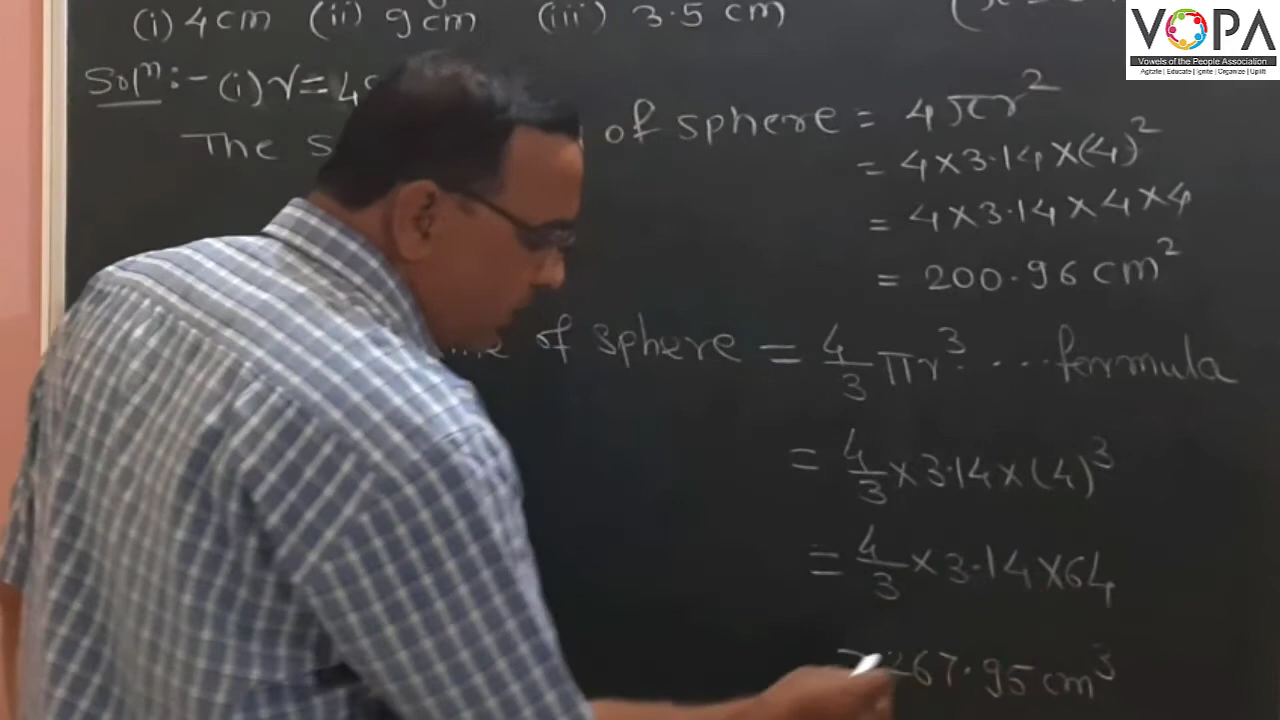 (i) 4 cm (ii) 9 cm (iii) 3.5 cm
VOPA
Vowels of the People Association
Agitate | Educate | Ignite | Organize | Uplift
Solⁿ:- (i) r = 4
The of sphere = 4πr²
= 4×3.14×(4)²
= 4×3.14×4×4
= 200.96 cm²
of sphere = 4/3 πr³ ... formula
= 4/3 ×3.14×(4)³
= 4/3 ×3.14×64
267.95 cm³